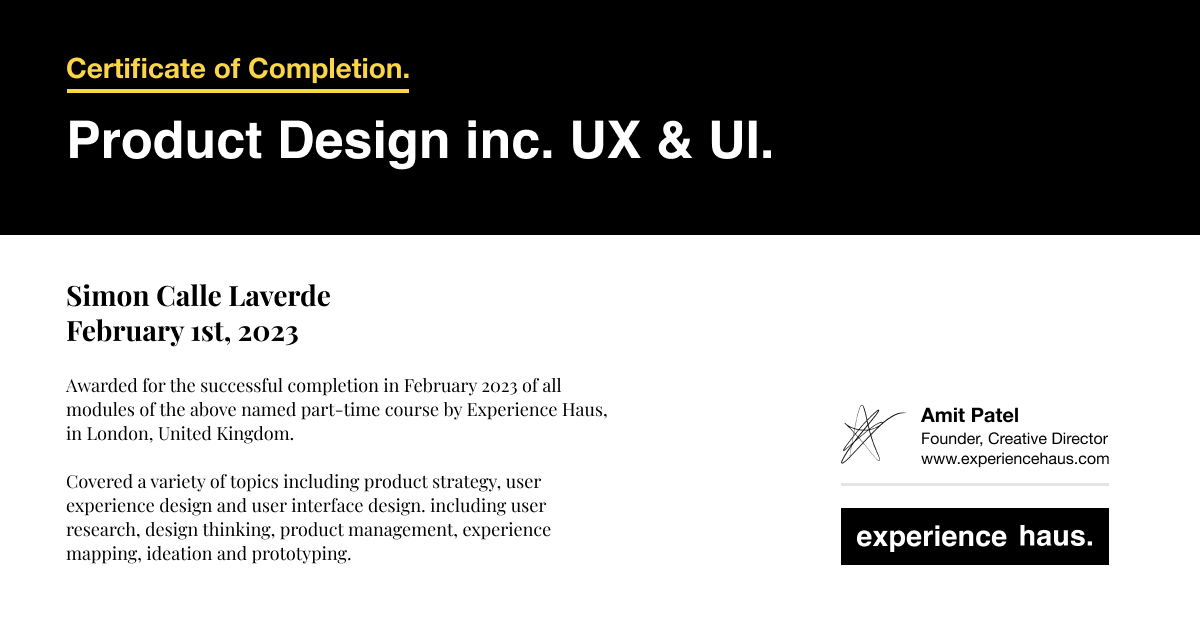 Certificate of Completion.
Product Design inc. UX & UI.
Simon Calle Laverde
February 1st, 2023
Awarded for the successful completion in February 2023 of all
modules of the above named part-time course by Experience Haus,
in London, United Kingdom.
Covered a variety of topics including product strategy, user
experience design and user interface design. including user
research, design thinking, product management, experience
mapping, ideation and prototyping.
Amit Patel
Founder, Creative Director
www.experiencehaus.com
experience haus.